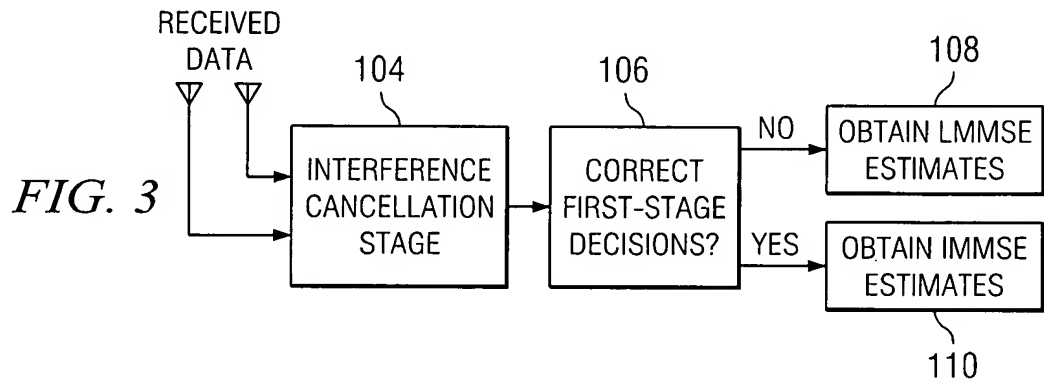 RECEIVED
DATA
104
106
108
INTERFERENCE
CANCELLATION
STAGE
CORRECT
FIRST-STAGE
DECISIONS?
NO
OBTAIN LMMSE
ESTIMATES
YES
OBTAIN IMMSE
ESTIMATES
110
FIG. 3